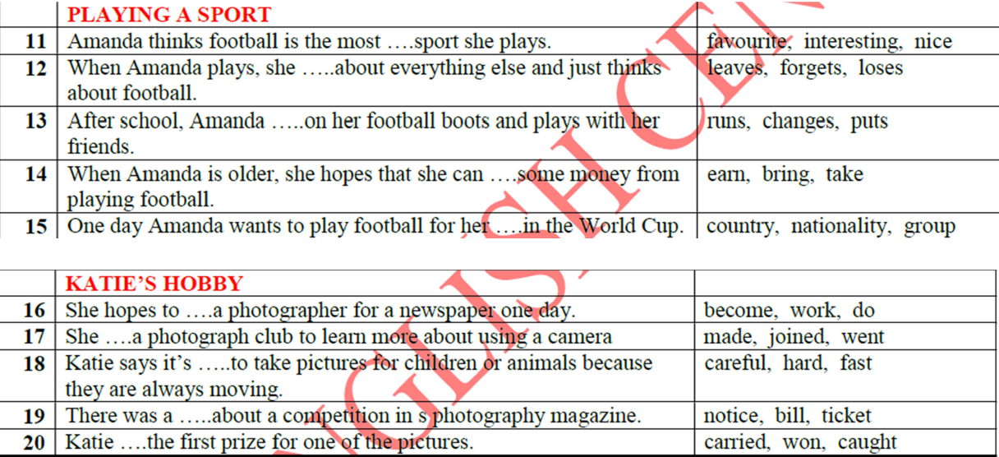 PLAYING A SPORT
11 Amanda thinks football is the most ….sport she plays. favourite, interesting, nice
12 When Amanda plays, she …..about everything else and just thinks leaves, forgets, loses
about football.
13 After school, Amanda …..on her football boots and plays with her runs, changes, puts
friends.
14 When Amanda is older, she hopes that she can ….some money from earn, bring, take
playing football.
15 One day Amanda wants to play football for her ….in the World Cup. country, nationality, group
KATIE'S HOBBY
16 She hopes to ….a photographer for a newspaper one day. become, work, do
17 She ….a photograph club to learn more about using a camera made, joined, went
18 Katie says it's …..to take pictures for children or animals because careful, hard, fast
they are always moving.
19 There was a …..about a competition in s photography magazine. notice, bill, ticket
20 Katie ….the first prize for one of the pictures. carried, won, caught